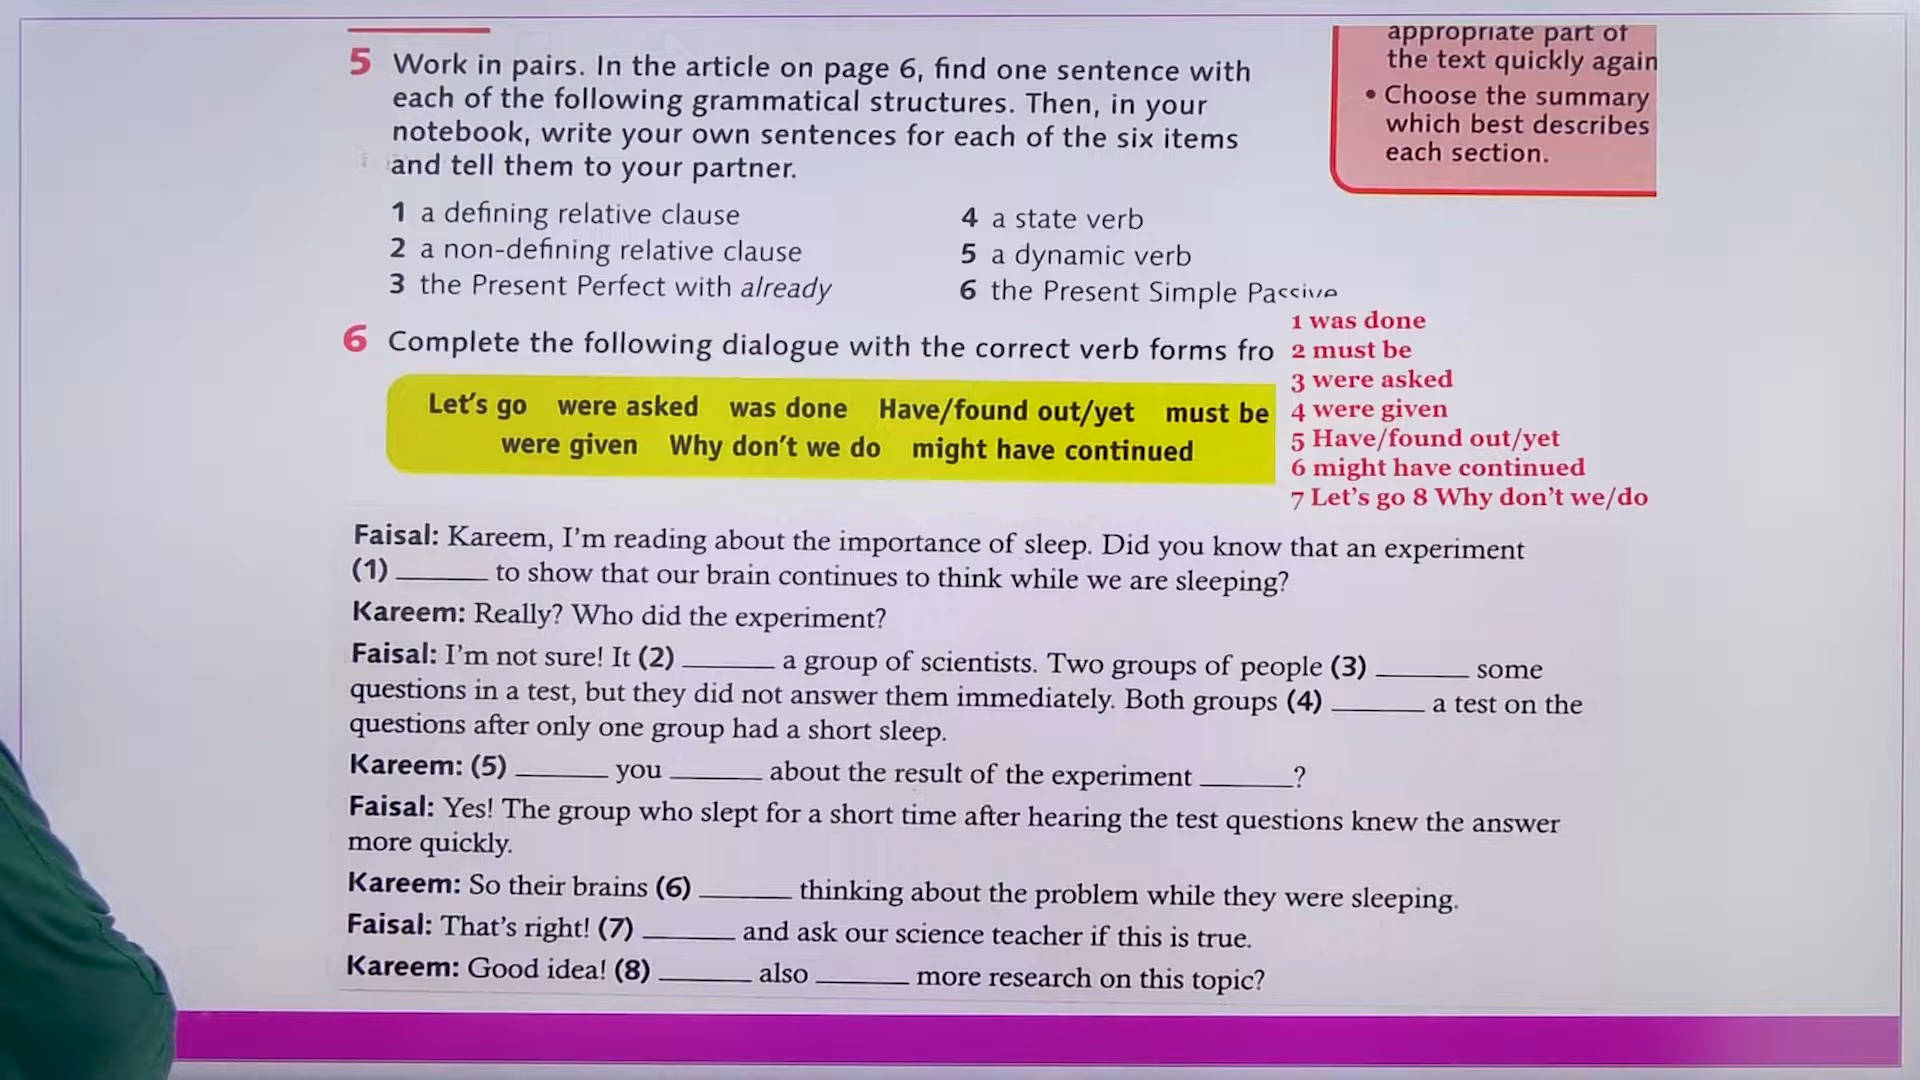 appropriate part of
the text quickly again
• Choose the summary
which best describes
each section.
5 Work in pairs. In the article on page 6, find one sentence with
each of the following grammatical structures. Then, in your
notebook, write your own sentences for each of the six items
and tell them to your partner.
1 a defining relative clause
2 a non-defining relative clause
3 the Present Perfect with already
4 a state verb
5 a dynamic verb
6 the Present Simple Passive
6 Complete the following dialogue with the correct verb forms fro
1 was done
2 must be
3 were asked
4 were given
5 Have/found out/yet
6 might have continued
7 Let's go 8 Why don't we/do
Let's go were asked was done Have/found out/yet must be
were given Why don't we do might have continued
Faisal: Kareem, I'm reading about the importance of sleep. Did you know that an experiment
(1) ______ to show that our brain continues to think while we are sleeping?
Kareem: Really? Who did the experiment?
Faisal: I'm not sure! It (2) ______ a group of scientists. Two groups of people (3) ______ some
questions in a test, but they did not answer them immediately. Both groups (4) ______ a test on the
questions after only one group had a short sleep.
Kareem: (5) ______ you ______ about the result of the experiment ______?
Faisal: Yes! The group who slept for a short time after hearing the test questions knew the answer
more quickly.
Kareem: So their brains (6) ______ thinking about the problem while they were sleeping.
Faisal: That's right! (7) ______ and ask our science teacher if this is true.
Kareem: Good idea! (8) ______ also ______ more research on this topic?